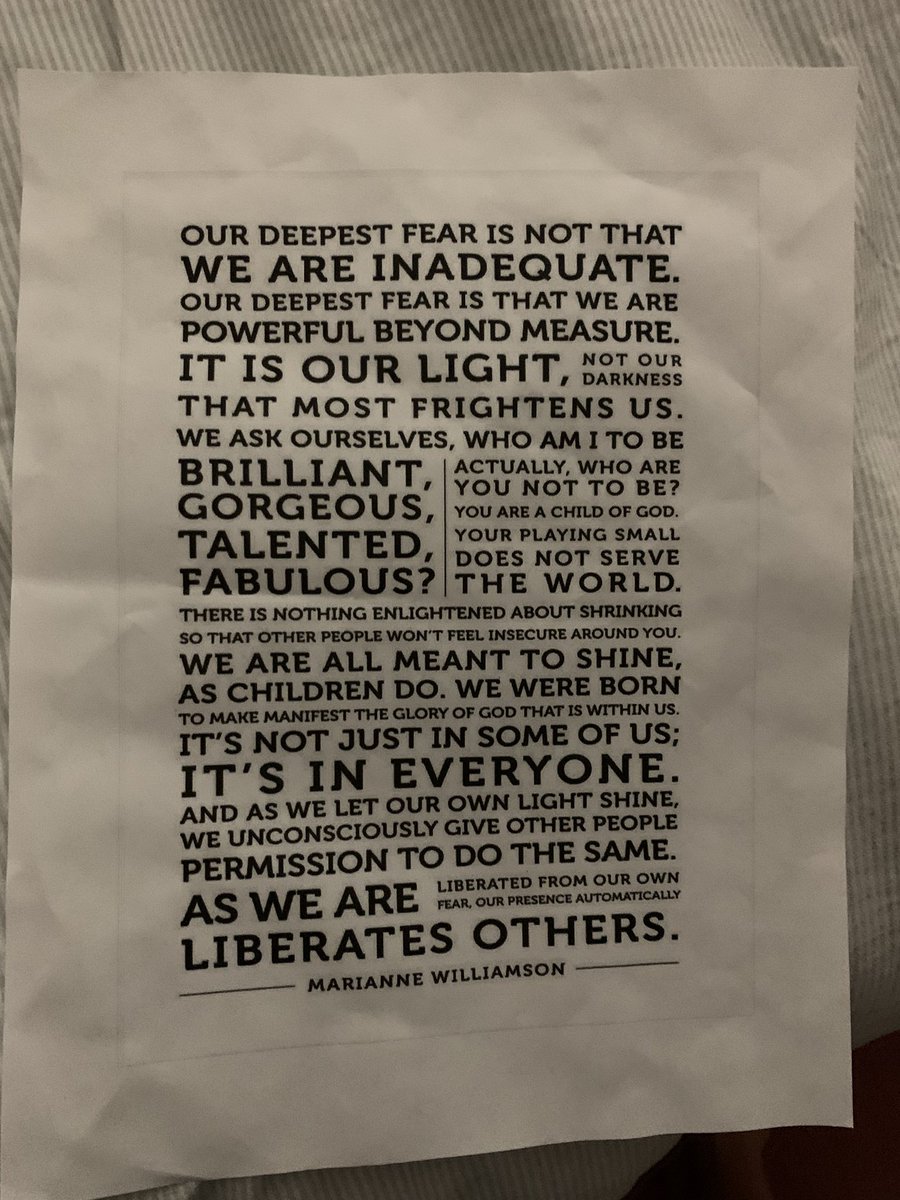 OUR DEEPEST FEAR IS NOT THAT
WE ARE INADEQUATE.
OUR DEEPEST FEAR IS THAT WE ARE
POWERFUL BEYOND MEASURE.
IT IS OUR LIGHT,
NOT OUR
DARKNESS
THAT MOST FRIGHTENS US.
WE ASK OURSELVES, WHO AM I TO BE
BRILLIANT,
GORGEOUS,
TALENTED,
FABULOUS?
ACTUALLY, WHO ARE
YOU NOT TO BE?
YOU ARE A CHILD OF GOD.
YOUR PLAYING SMALL
DOES NOT SERVE
THE WORLD.
THERE IS NOTHING ENLIGHTENED ABOUT SHRINKING
SO THAT OTHER PEOPLE WON'T FEEL INSECURE AROUND YOU.
WE ARE ALL MEANT TO SHINE,
AS CHILDREN DO. WE WERE BORN
TO MAKE MANIFEST THE GLORY OF GOD THAT IS WITHIN US.
IT'S NOT JUST IN SOME OF US;
IT'S IN EVERYONE.
AND AS WE LET OUR OWN LIGHT SHINE,
WE UNCONSCIOUSLY GIVE OTHER PEOPLE
PERMISSION TO DO THE SAME.
AS WE ARE
LIBERATED FROM OUR OWN
FEAR, OUR PRESENCE AUTOMATICALLY
LIBERATES OTHERS.
MARIANNE WILLIAMSON